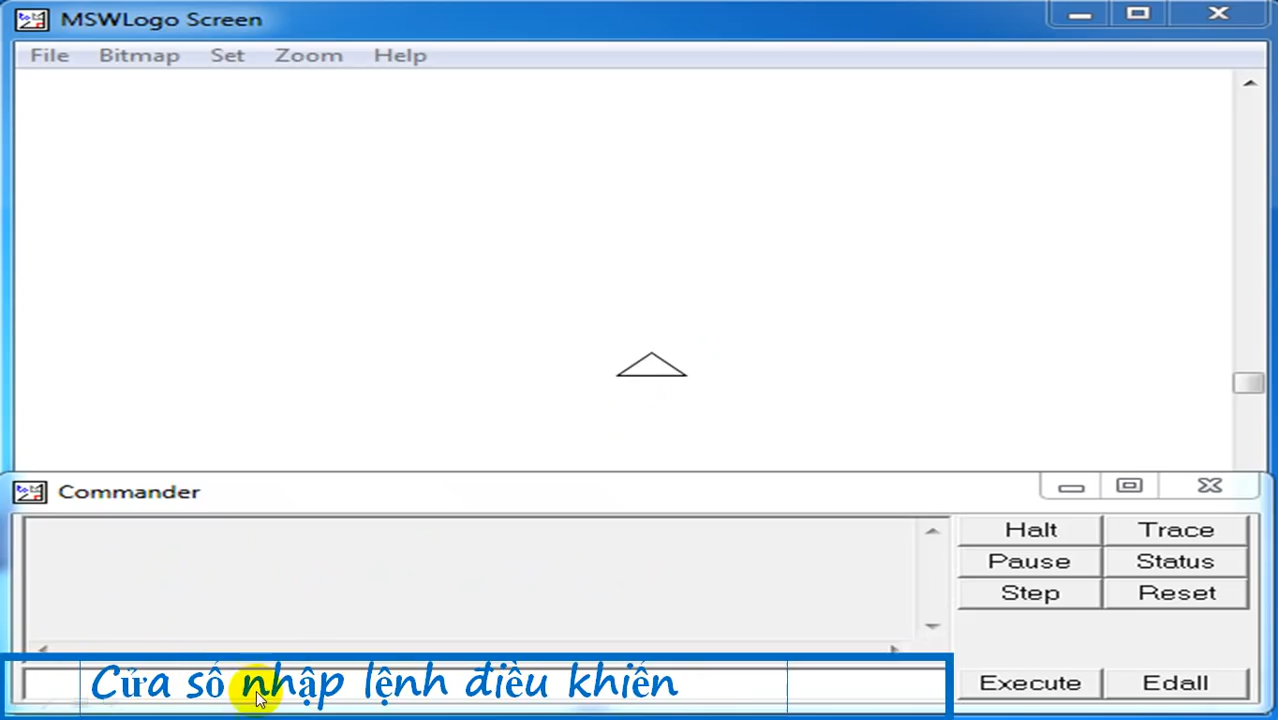 MSWLogo Screen
File Bitmap Set Zoom Help
Commander
Halt Trace
Pause Status
Step Reset
Cửa sổ nhập lệnh điều khiển
Execute Edall